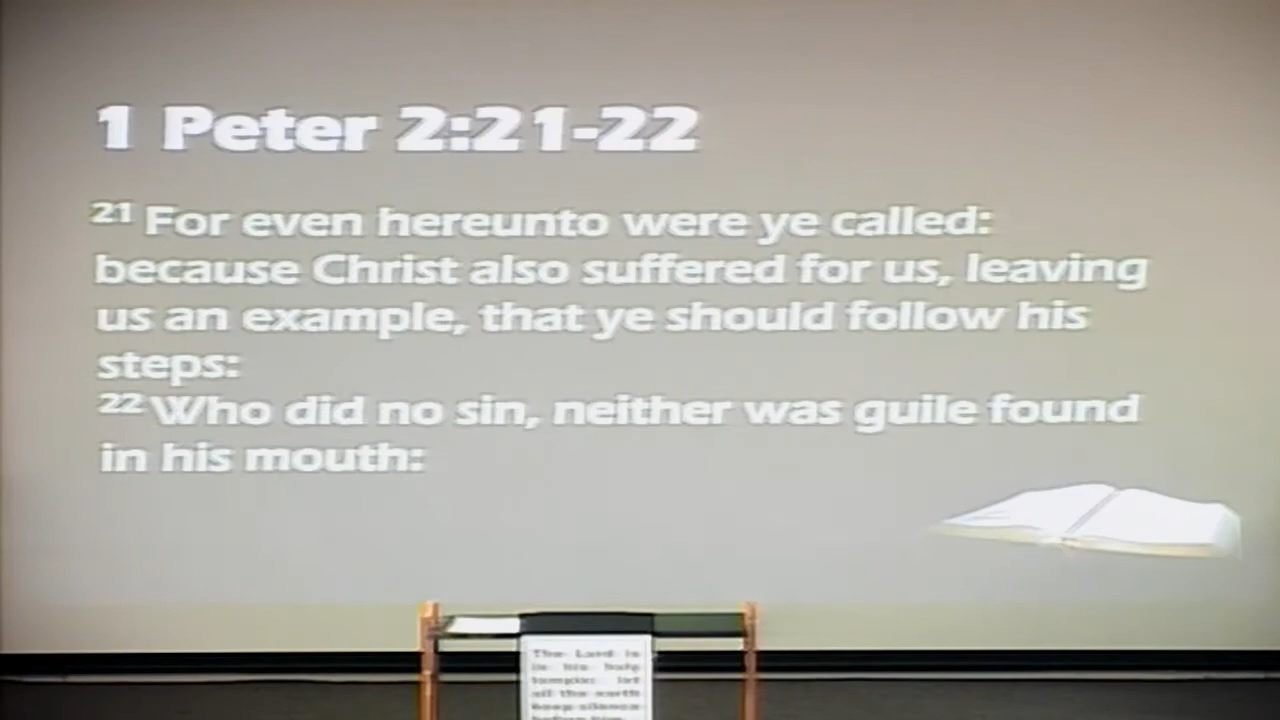 1 Peter 2:21-22
21 For even hereunto were ye called:
because Christ also suffered for us, leaving
us an example, that ye should follow his
steps:
22 Who did no sin, neither was guile found
in his mouth:
The Lord is
in his holy
temple: let
all the earth
keep silence
before him